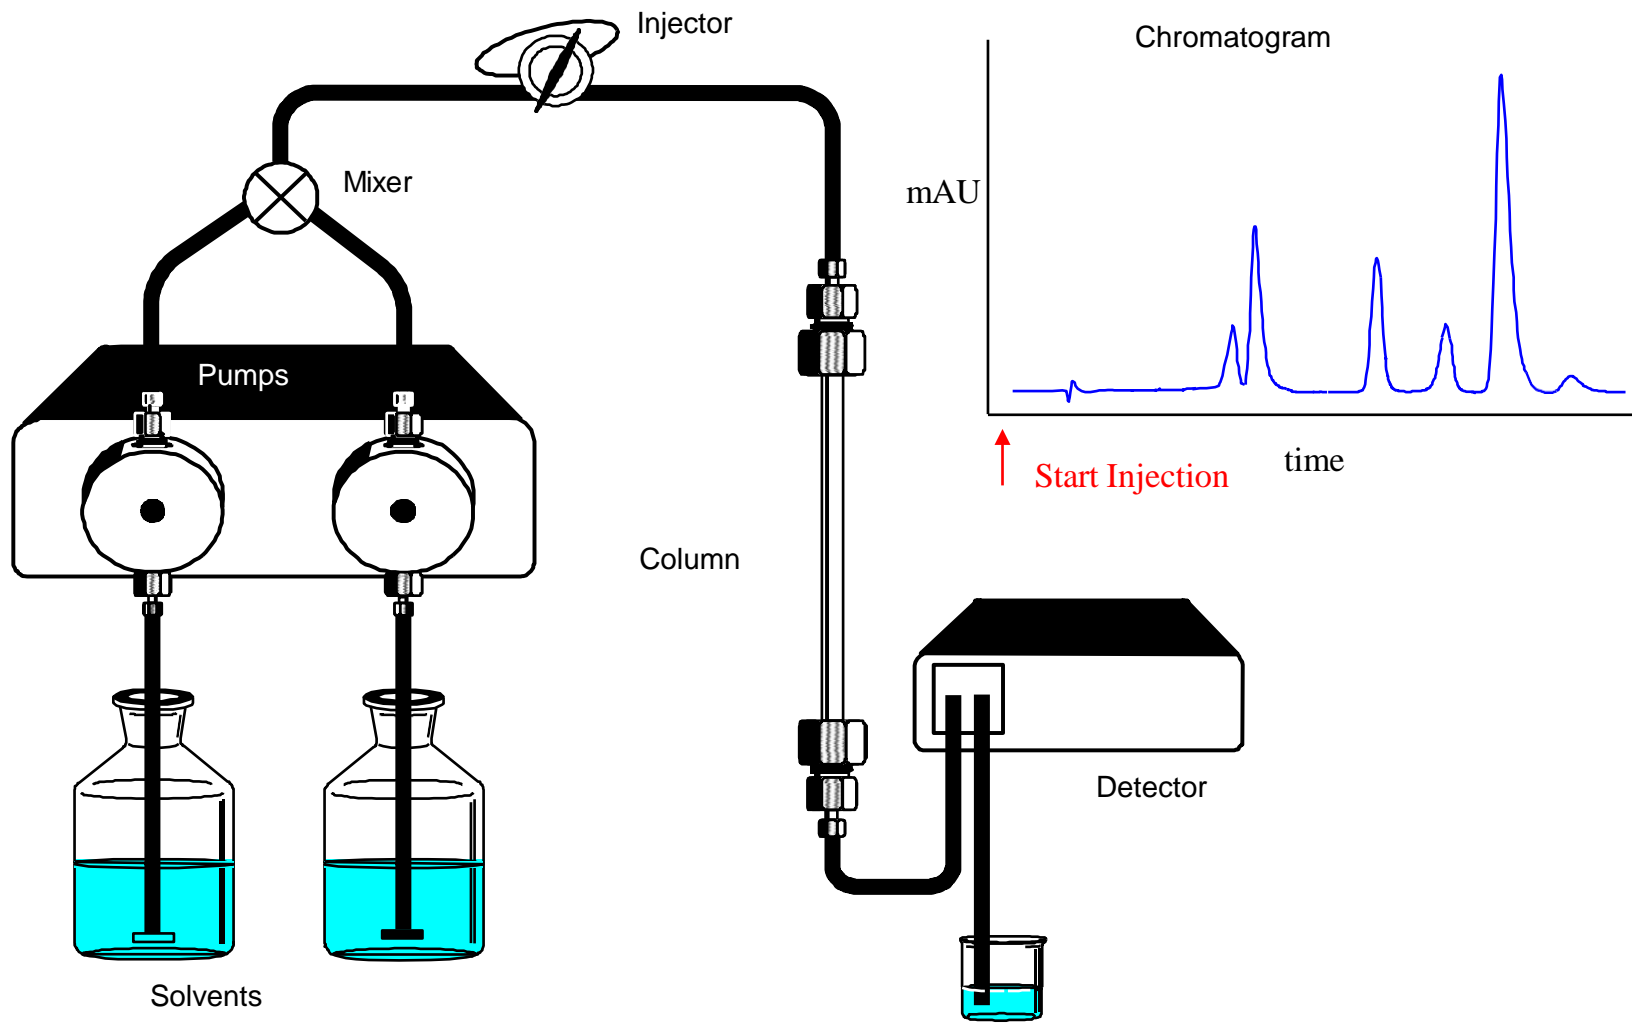 Injector
Chromatogram
Mixer
mAU
Pumps
time
Start Injection
Column
Detector
Solvents